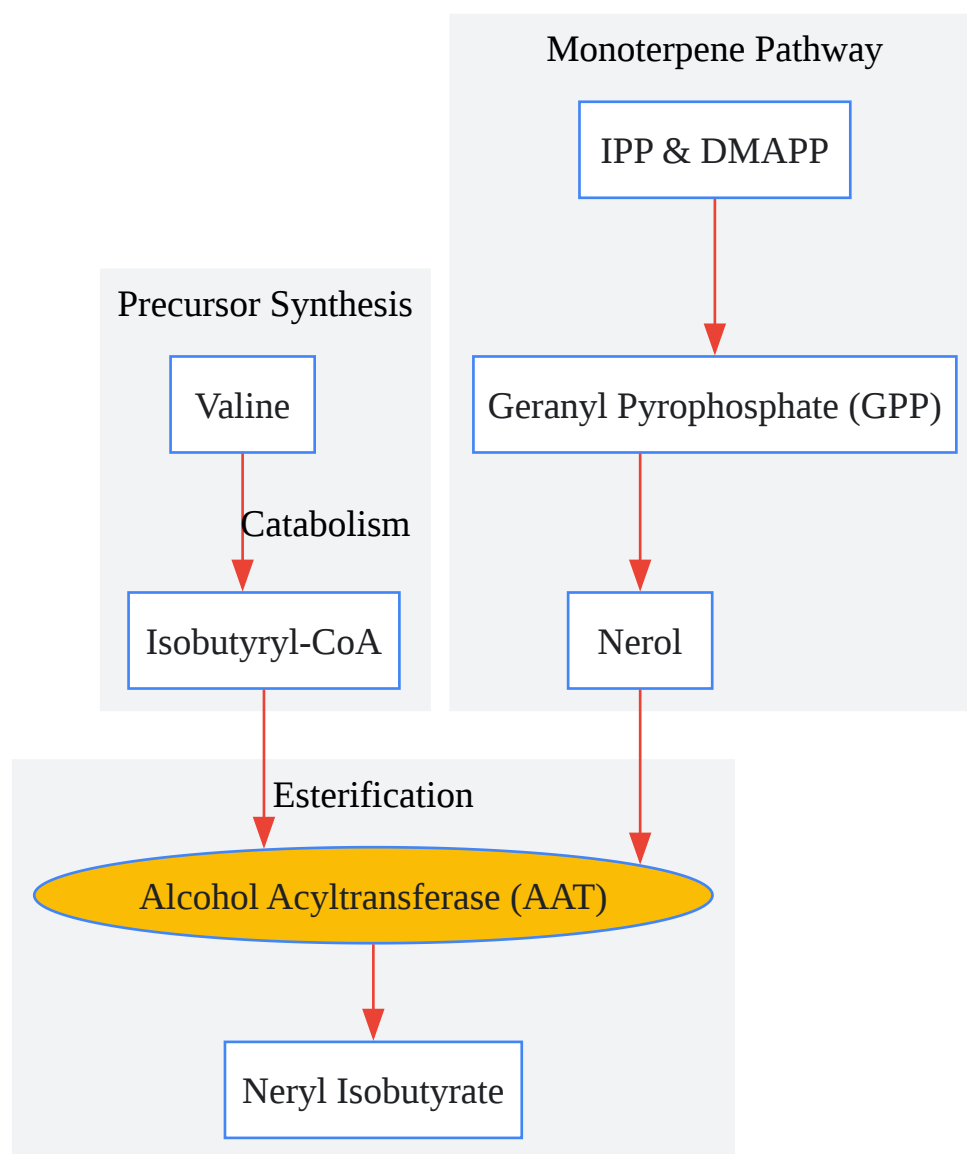 Monoterpene Pathway
IPP & DMAPP
Precursor Synthesis
Valine
Geranyl Pyrophosphate (GPP)
Catabolism
Isobutyryl-CoA
Nerol
Esterification
Alcohol Acyltransferase (AAT)
Neryl Isobutyrate